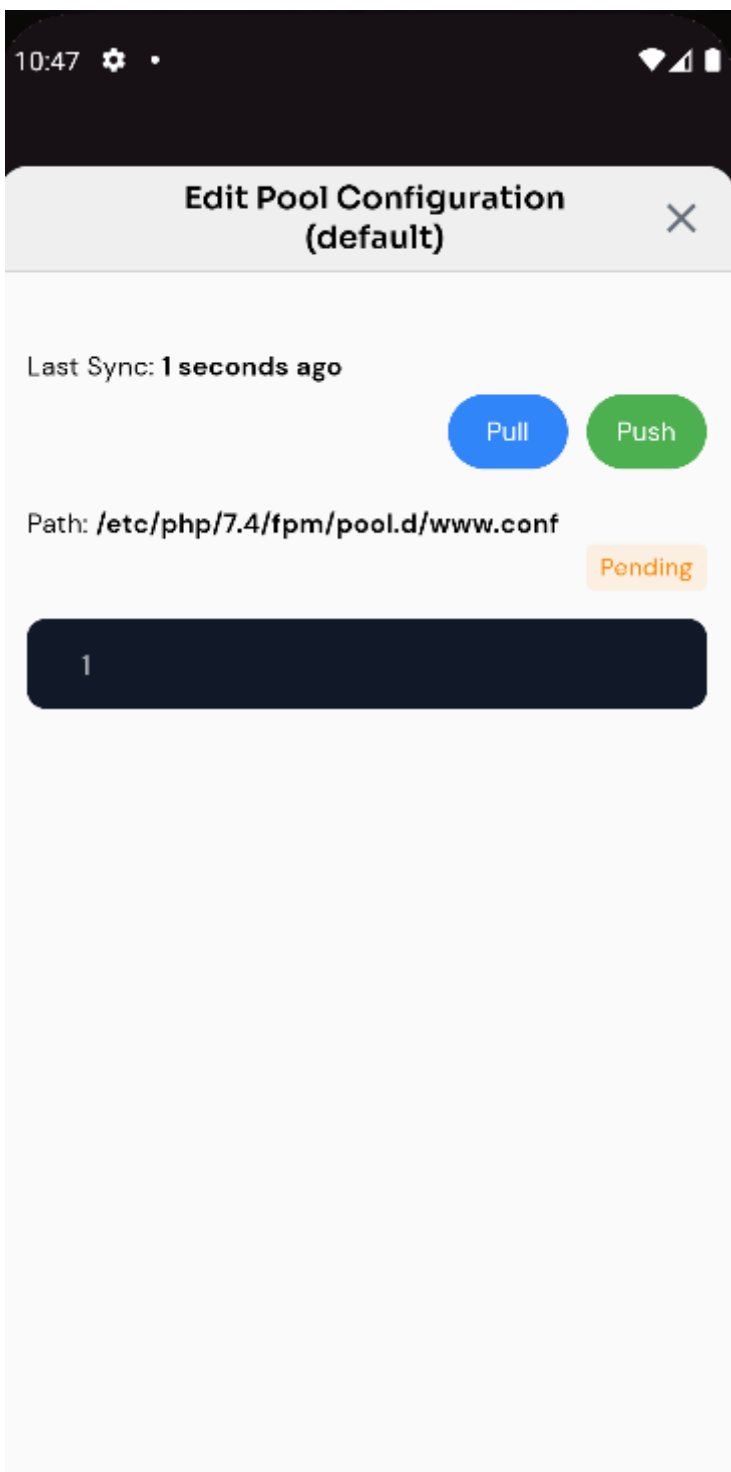 10:47
Edit Pool Configuration
(default)
Last Sync: 1 seconds ago
Pull Push
Path: /etc/php/7.4/fpm/pool.d/www.conf
Pending
1